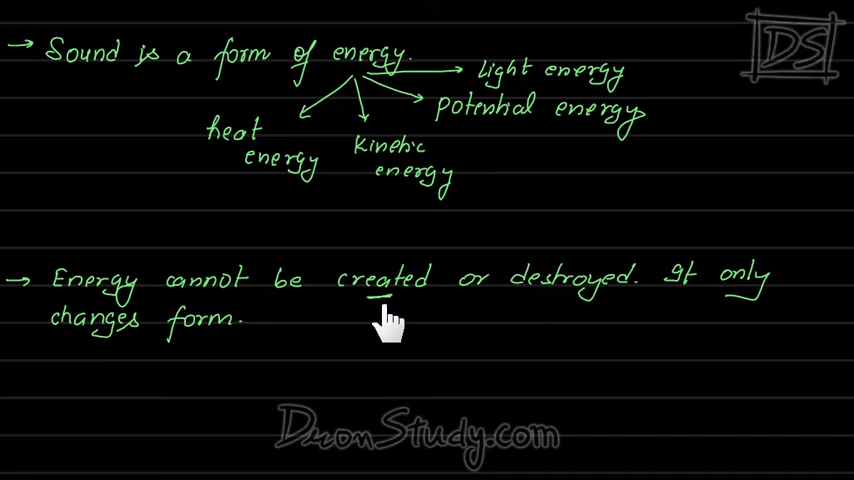 DS
→ Sound is a form of energy.
light energy
potential energy
heat energy
kinetic energy
→ Energy cannot be created or destroyed. It only
changes form.
DronStudy.com